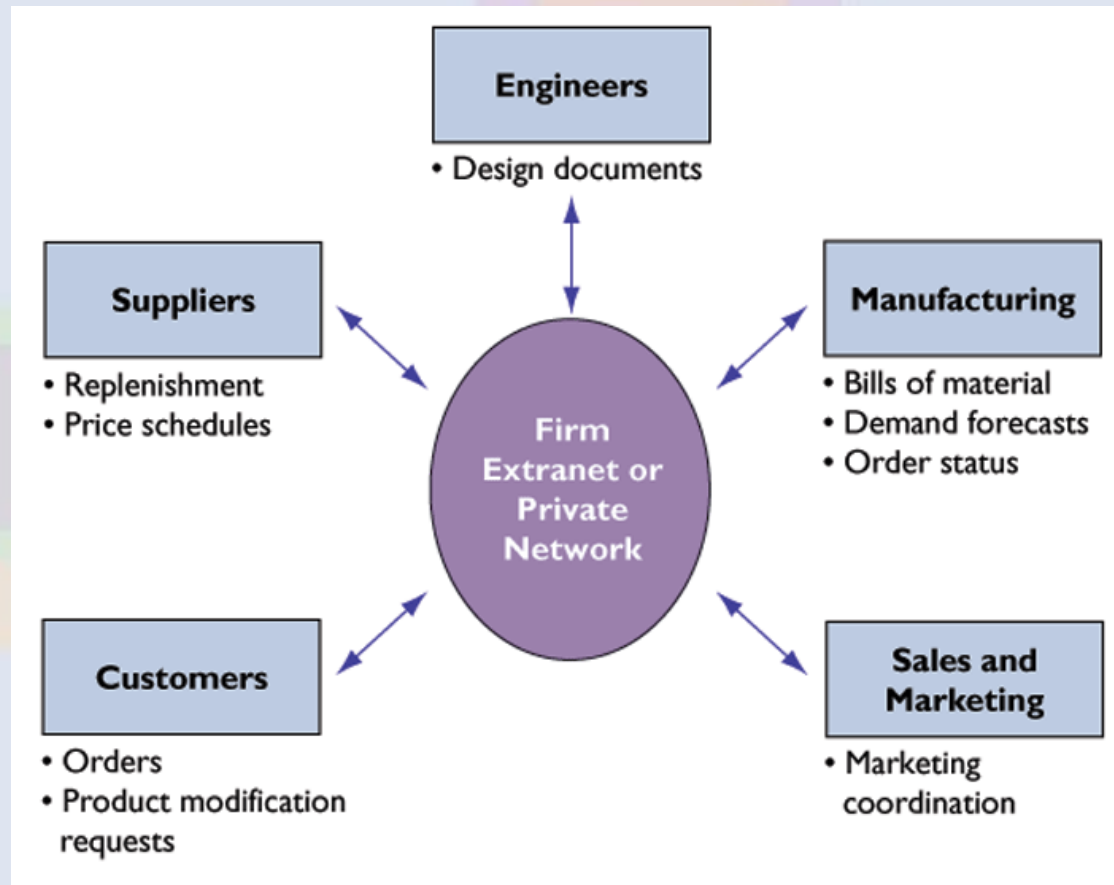 Engineers
• Design documents
Suppliers
• Replenishment
• Price schedules
Manufacturing
• Bills of material
• Demand forecasts
• Order status
Firm
Extranet or
Private
Network
Customers
• Orders
• Product modification
requests
Sales and
Marketing
• Marketing
coordination